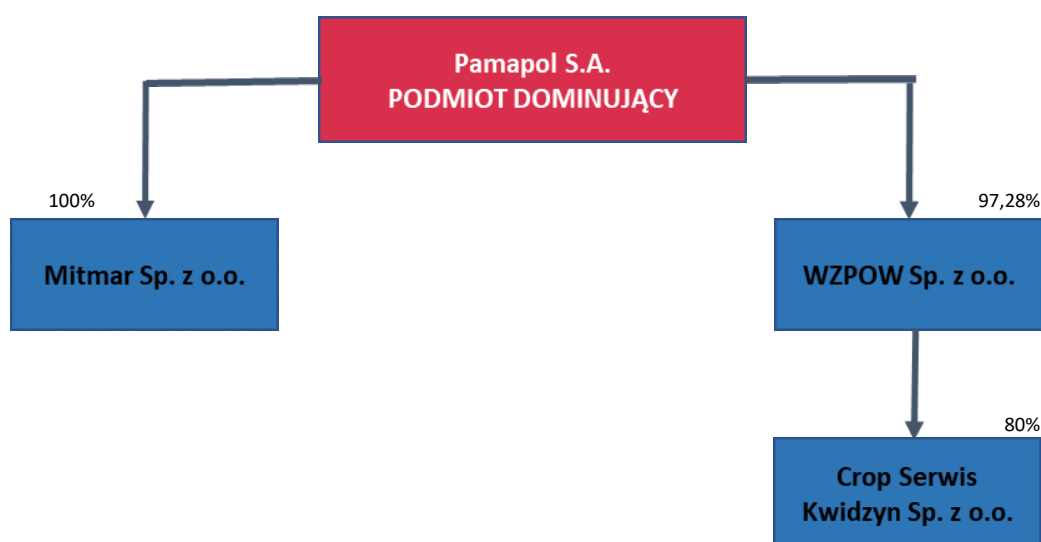 Pamapol S.A.
PODMIOT DOMINUJĄCY
100%
97,28%
Mitmar Sp. z o.o.
WZPOW Sp. z o.o.
80%
Crop Serwis
Kwidzyn Sp. z o.o.